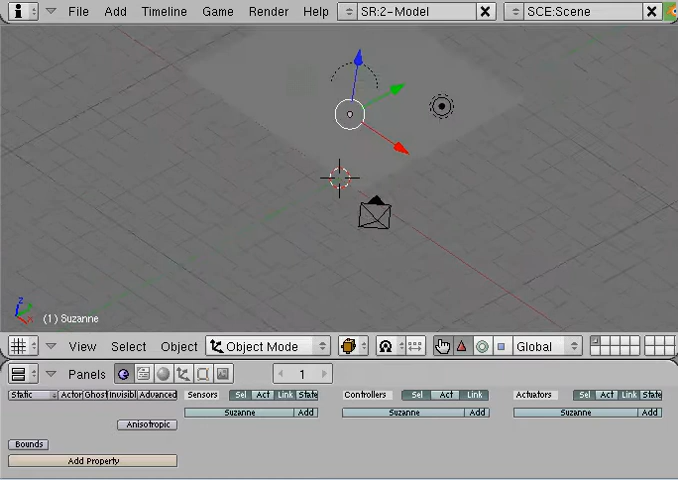 File Add Timeline Game Render Help SR:2-Model SCE:Scene
z
(1) Suzanne
View Select Object Object Mode Global
Panels 1
Static Actor Ghost Invisibl Advanced Sensors Sel Act Link State Controllers Sel Act Link Actuators Sel Act Link State
Suzanne Add Suzanne Add Suzanne Add
Anisotropic
Bounds
Add Property